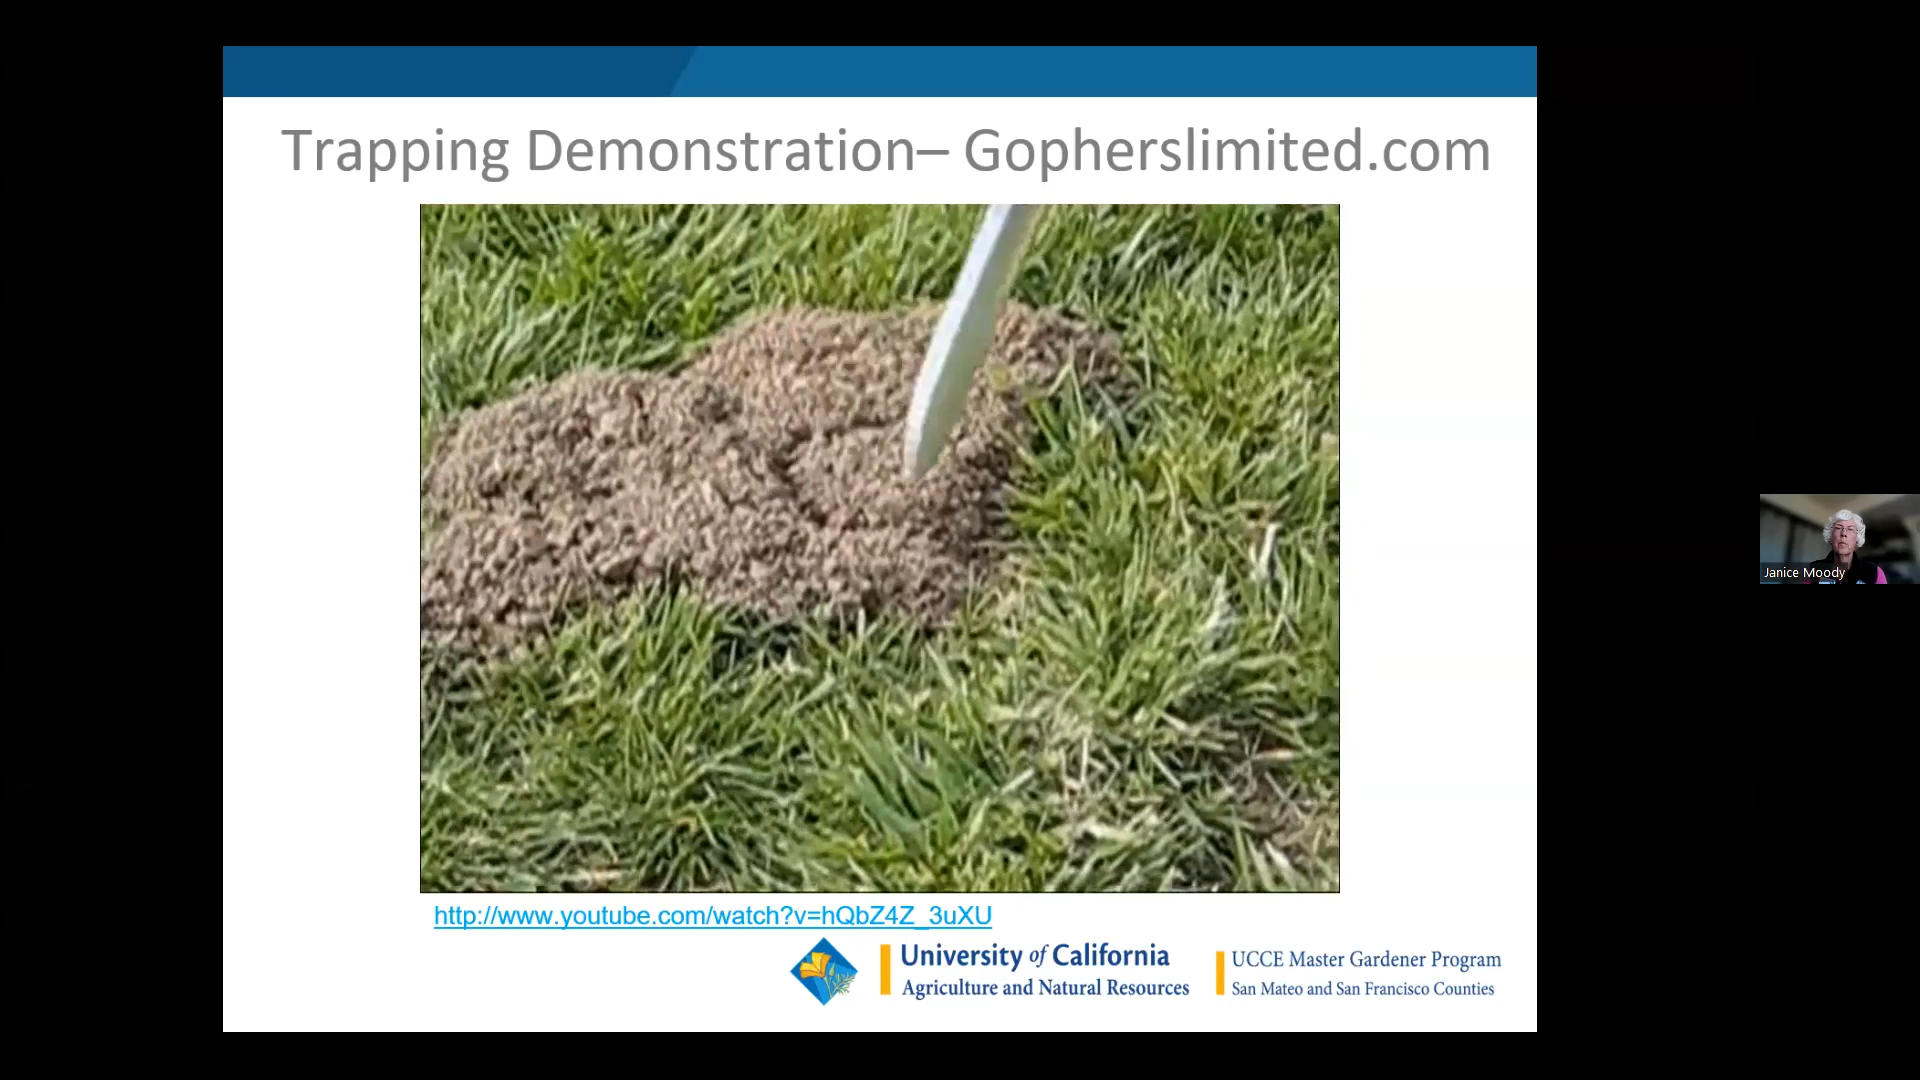 Trapping Demonstration– Gopherslimited.com
http://www.youtube.com/watch?v=hQbZ4Z_3uXU
University of California
Agriculture and Natural Resources
UCCE Master Gardener Program
San Mateo and San Francisco Counties
Janice Moody